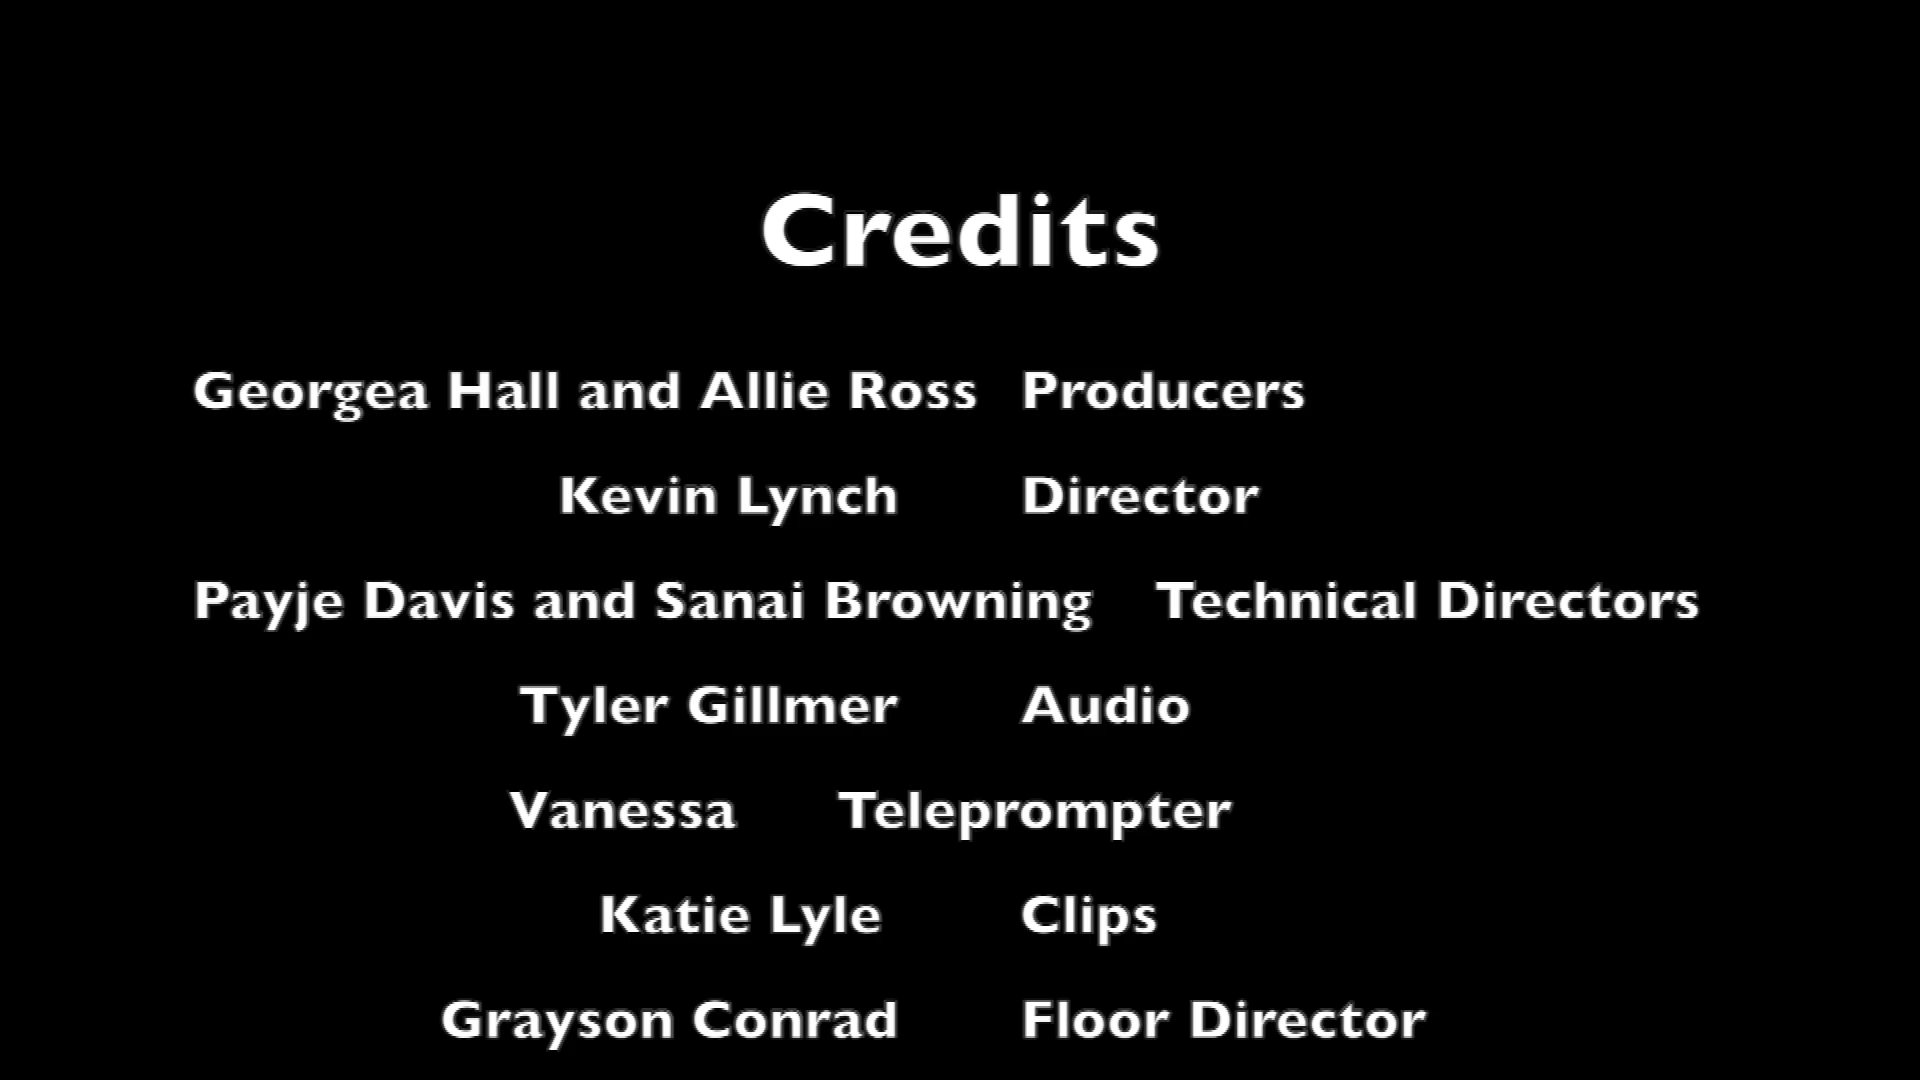 Credits
Georgea Hall and Allie Ross Producers
Kevin Lynch Director
Payje Davis and Sanai Browning Technical Directors
Tyler Gillmer Audio
Vanessa Teleprompter
Katie Lyle Clips
Grayson Conrad Floor Director